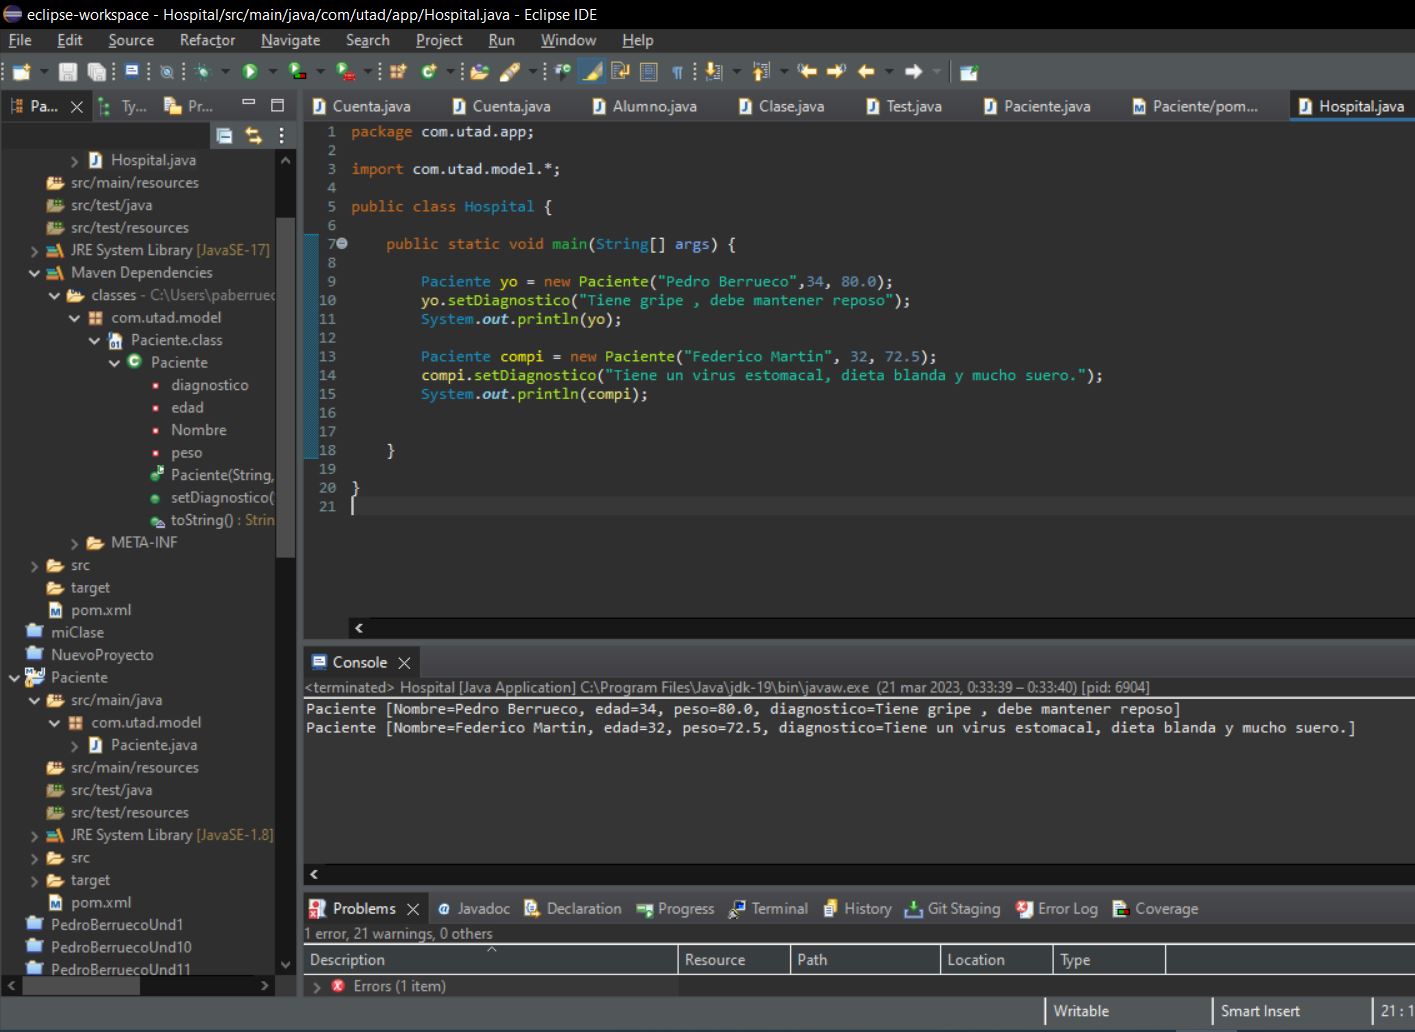 eclipse-workspace - Hospital/src/main/java/com/utad/app/Hospital.java - Eclipse IDE
File Edit Source Refactor Navigate Search Project Run Window Help
Pa... Ty... Pr...
Hospital.java
src/main/resources
src/test/java
src/test/resources
JRE System Library [JavaSE-17]
Maven Dependencies
classes - C:\Users\paberruec
com.utad.model
Paciente.class
Paciente
diagnostico
edad
Nombre
peso
Paciente(String,
setDiagnostico(
toString() : Strin
META-INF
src
target
pom.xml
miClase
NuevoProyecto
Paciente
src/main/java
com.utad.model
Paciente.java
src/main/resources
src/test/java
src/test/resources
JRE System Library [JavaSE-1.8]
src
target
pom.xml
PedroBerruecoUnd1
PedroBerruecoUnd10
PedroBerruecoUnd11
Cuenta.java Cuenta.java Alumno.java Clase.java Test.java Paciente.java Paciente/pom... Hospital.java
1 package com.utad.app;
2
3 import com.utad.model.*;
4
5 public class Hospital {
6
7 public static void main(String[] args) {
8
9 Paciente yo = new Paciente("Pedro Berrueco",34, 80.0);
10 yo.setDiagnostico("Tiene gripe , debe mantener reposo");
11 System.out.println(yo);
12
13 Paciente compi = new Paciente("Federico Martin", 32, 72.5);
14 compi.setDiagnostico("Tiene un virus estomacal, dieta blanda y mucho suero.");
15 System.out.println(compi);
16
17
18 }
19
20 }
21
Console
<terminated> Hospital [Java Application] C:\Program Files\Java\jdk-19\bin\javaw.exe (21 mar 2023, 0:33:39 – 0:33:40) [pid: 6904]
Paciente [Nombre=Pedro Berrueco, edad=34, peso=80.0, diagnostico=Tiene gripe , debe mantener reposo]
Paciente [Nombre=Federico Martin, edad=32, peso=72.5, diagnostico=Tiene un virus estomacal, dieta blanda y mucho suero.]
Problems Javadoc Declaration Progress Terminal History Git Staging Error Log Coverage
1 error, 21 warnings, 0 others
Description Resource Path Location Type
Errors (1 item)
Writable Smart Insert 21 : 1